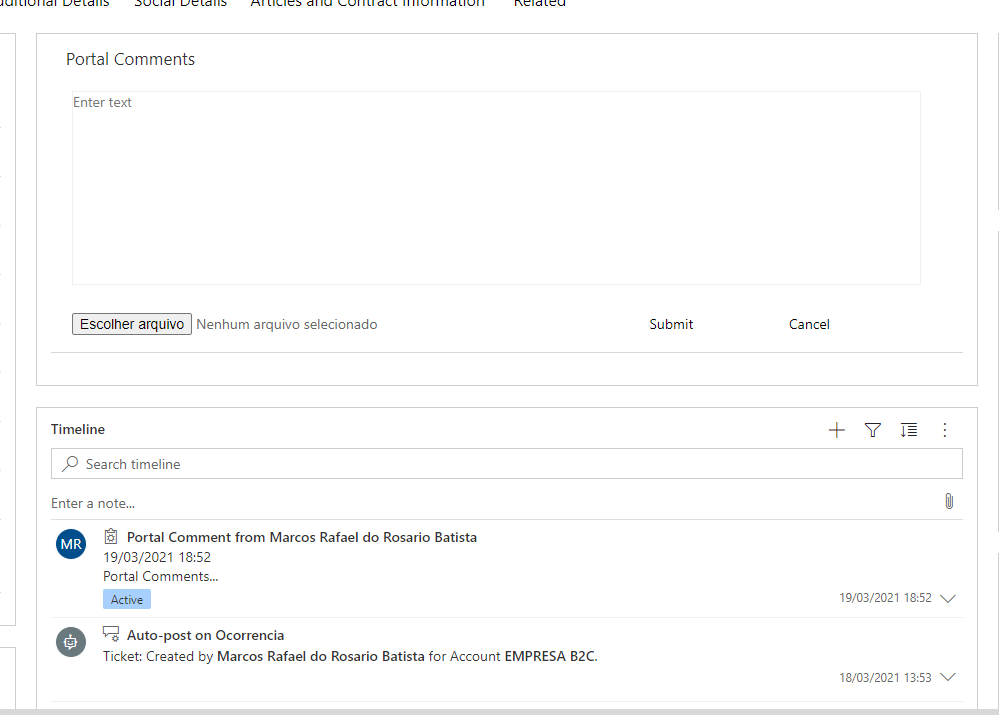 Social Details Articles and Contract Information Related
Portal Comments
Enter text
Escolher arquivo Nenhum arquivo selecionado Submit Cancel
Timeline
Search timeline
Enter a note...
MR Portal Comment from Marcos Rafael do Rosario Batista
19/03/2021 18:52
Portal Comments...
Active 19/03/2021 18:52
Auto-post on Ocorrencia
Ticket: Created by Marcos Rafael do Rosario Batista for Account EMPRESA B2C.
18/03/2021 13:53